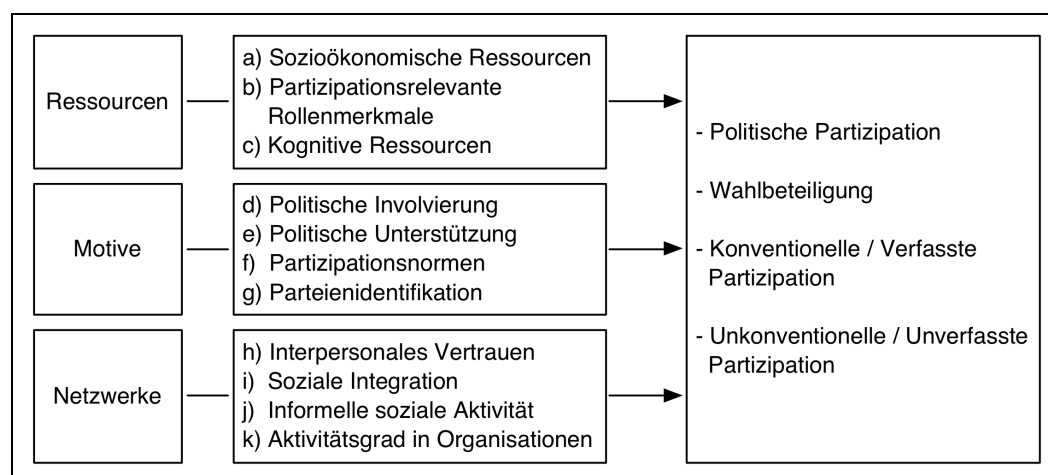 Ressourcen
a) Sozioökonomische Ressourcen
b) Partizipationsrelevante
Rollenmerkmale
c) Kognitive Ressourcen
Motive
d) Politische Involvierung
e) Politische Unterstützung
f) Partizipationsnormen
g) Parteienidentifikation
Netzwerke
h) Interpersonales Vertrauen
i) Soziale Integration
j) Informelle soziale Aktivität
k) Aktivitätsgrad in Organisationen
- Politische Partizipation
- Wahlbeteiligung
- Konventionelle / Verfasste
Partizipation
- Unkonventionelle / Unverfasste
Partizipation